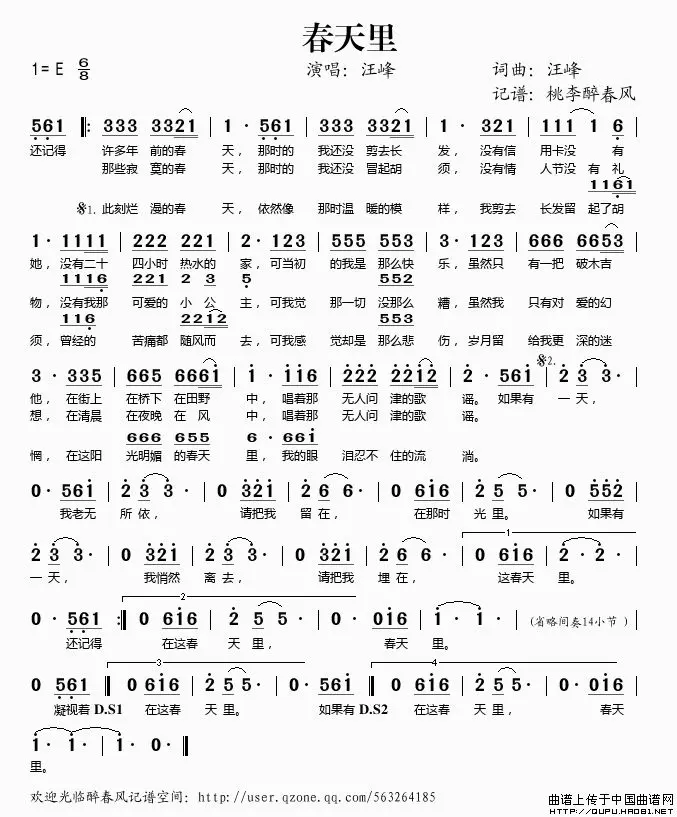 春天里
1= E 6/8
演唱：汪峰
词曲：汪峰
记谱：桃李醉春风
561 ‖: 333 3321 | 1· 561 | 333 3321 | 1· 321 | 111 1 6
还记得 许多年 前的春 天，那时的 我还没 剪去长 发，没有信 用卡没 有
那些寂 寞的春 天，那时的 我还没 冒起胡 须，没有情 人节没 有 礼
1161
𝄋1. 此刻烂 漫的春 天，依然像 那时温 暖的模 样，我剪去 长发留 起了胡
1· 1111 | 222 221 | 2· 123 | 555 555 | 3· 123 | 666 6653
她，没有二十 四小时 热水的 家，可当初 的我是 那么快 乐，虽然只 有一把 破木吉
1116 221 2 3 5 552
物，没有我那 可爱的 小 公 主，可我觉 那一切 没那么 糟，虽然我 只有对 爱的幻
116 2212 553
须，曾经的 苦痛都 随风而 去，可我感 觉却是 那么悲 伤，岁月留 给我更 深的迷
𝄋2.
3· 335 | 665 6661 | 1· 116 | 222 2212 | 2· 561 | 2 3 3·
他，在街上 在桥下 在田野 中，唱着那 无人问 津的歌 谣。如果有 一天，
想，在清晨 在夜晚 在 风 中，唱着那 无人问 津的歌 谣。
666 655 6· 661
惘，在这阳 光明媚 的春天 里，我的眼 泪忍不 住的流 淌。
0· 561 | 2 3 3· | 0 321 | 2 6 6· | 0 616 | 2 5 5· | 0 552
我老无 所依， 请把我 留在， 在那时 光里。 如果有
2 3 3· | 0 321 | 2 3 3· | 0 321 | 2 6 6· | 1 0 616 | 2· 2·
一天， 我悄然 离去， 请把我 埋在， 这春天 里。
0· 561 :‖ 2 0 616 | 2 5 5· | 0· 016 | 1· 1· | (省略间奏14小节 )
还记得 在这春 天里， 春天 里。
0 561 ‖ 3 0 616 | 2 5 5· | 0· 561 ‖ 4 0 616 | 2 5 5· | 0· 016
凝视着 D.S1 在这春 天里。 如果有 D.S2 在这春 天里， 春天
1· 1· | 1· 0· ‖
里。
欢迎光临醉春风记谱空间：http://user.qzone.qq.com/563264185
曲谱上传于中国曲谱网
HTTP://QUPU.HAO81.NET